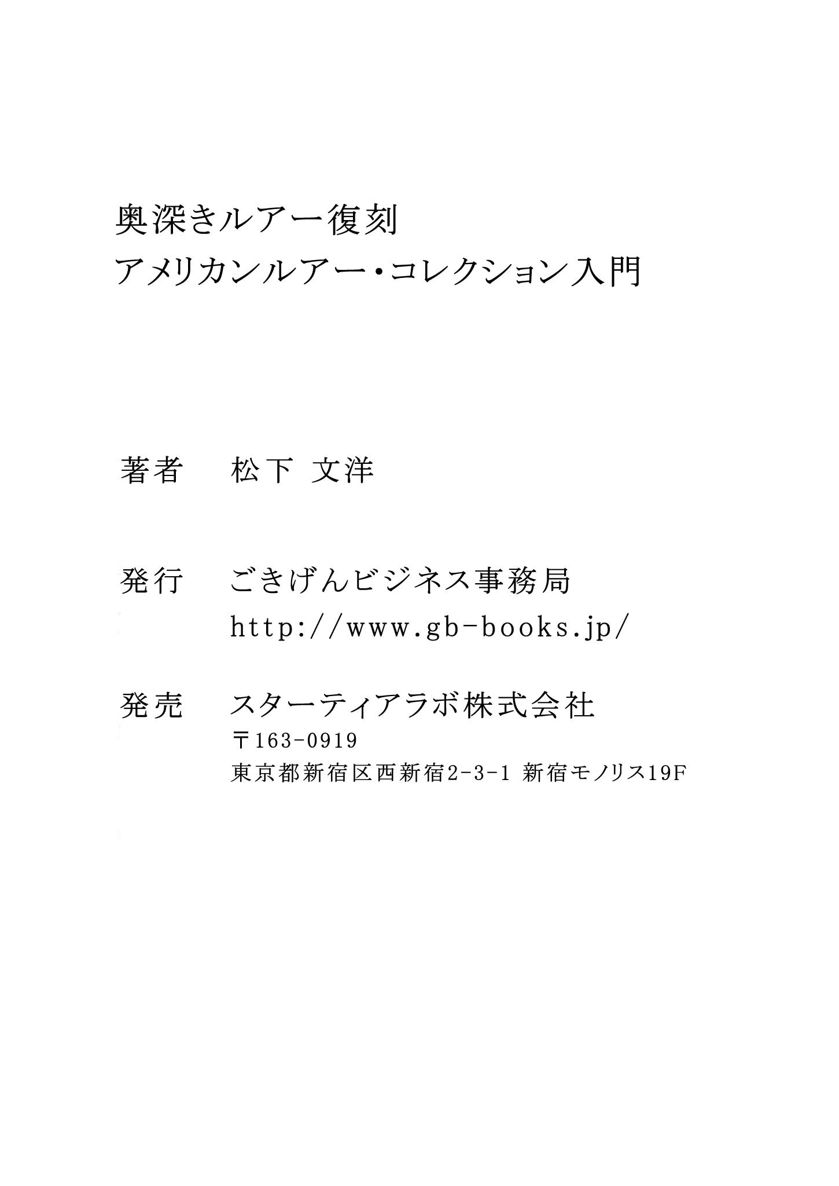 奥深きルアー復刻
アメリカンルアー・コレクション入門
著者 松下 文洋
発行 ごきげんビジネス事務局
http://www.gb-books.jp/
発売 スターティアラボ株式会社
〒163-0919
東京都新宿区西新宿2-3-1 新宿モノリス19F